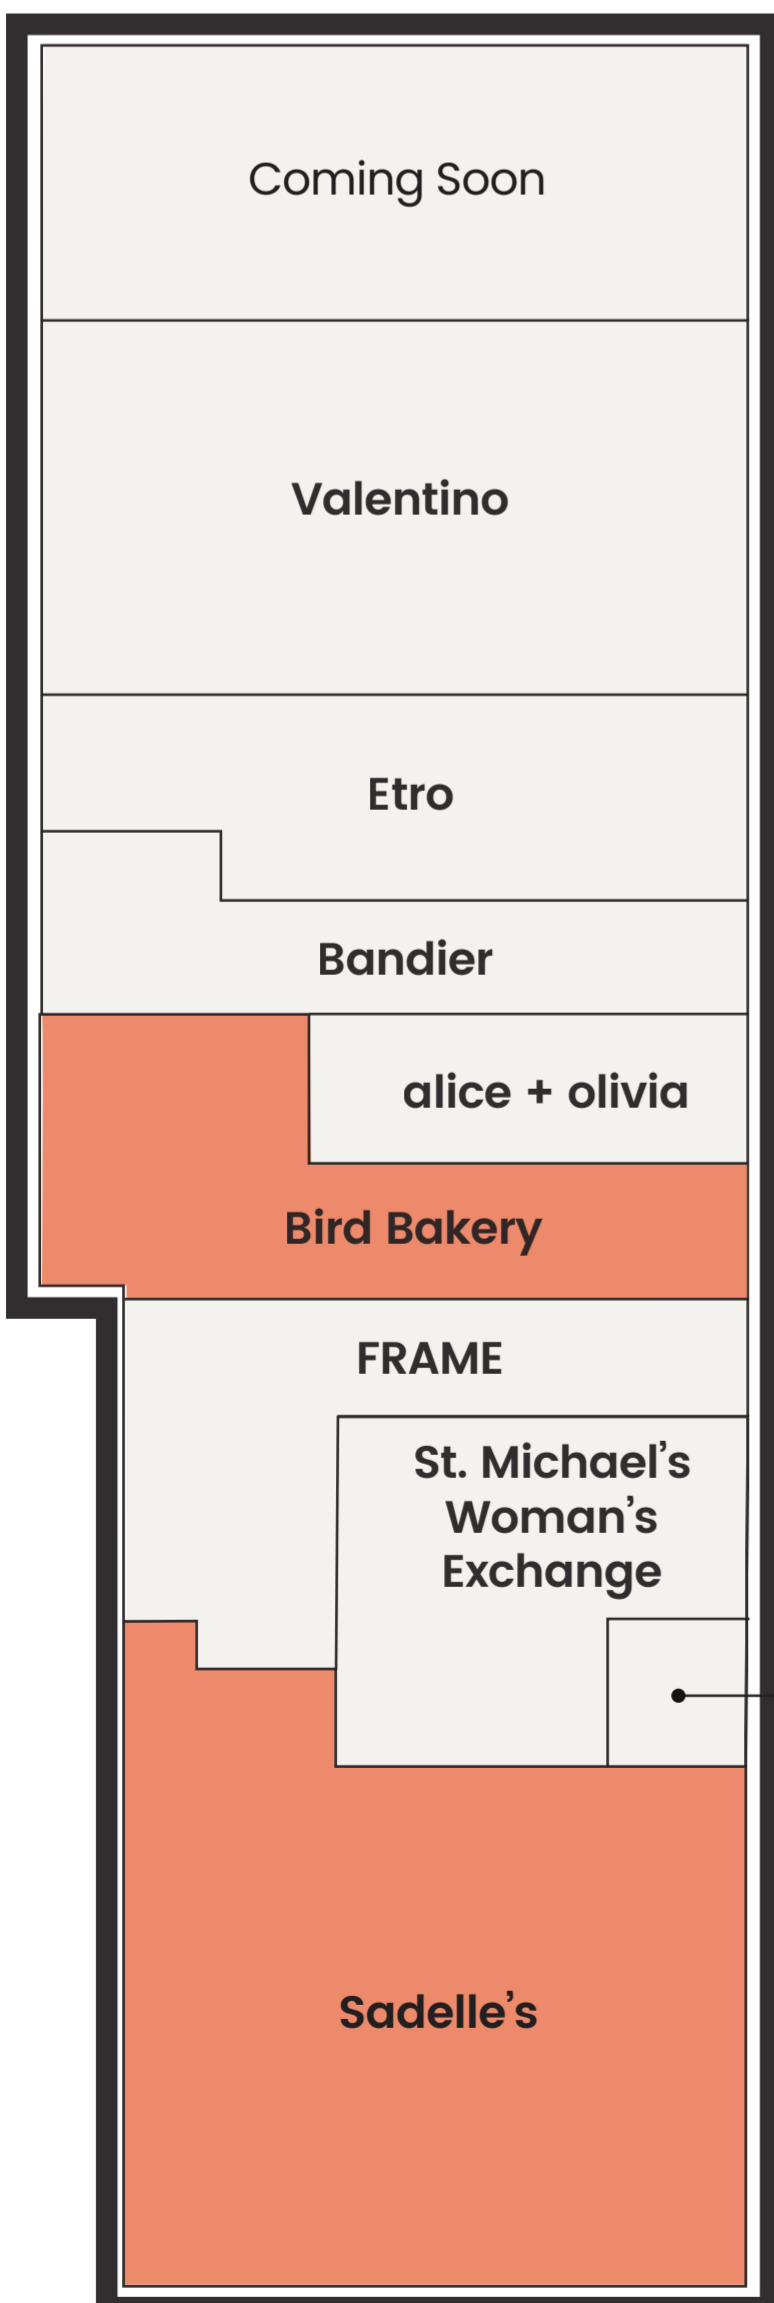 Coming Soon
Valentino
Etro
Bandier
alice + olivia
Bird Bakery
FRAME
St. Michael’s
Woman’s
Exchange
Sadelle’s